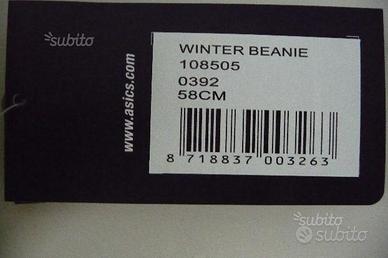 subito
www.asics.com
WINTER BEANIE
108505
0392
58CM
8 718837 003263
subito
subito